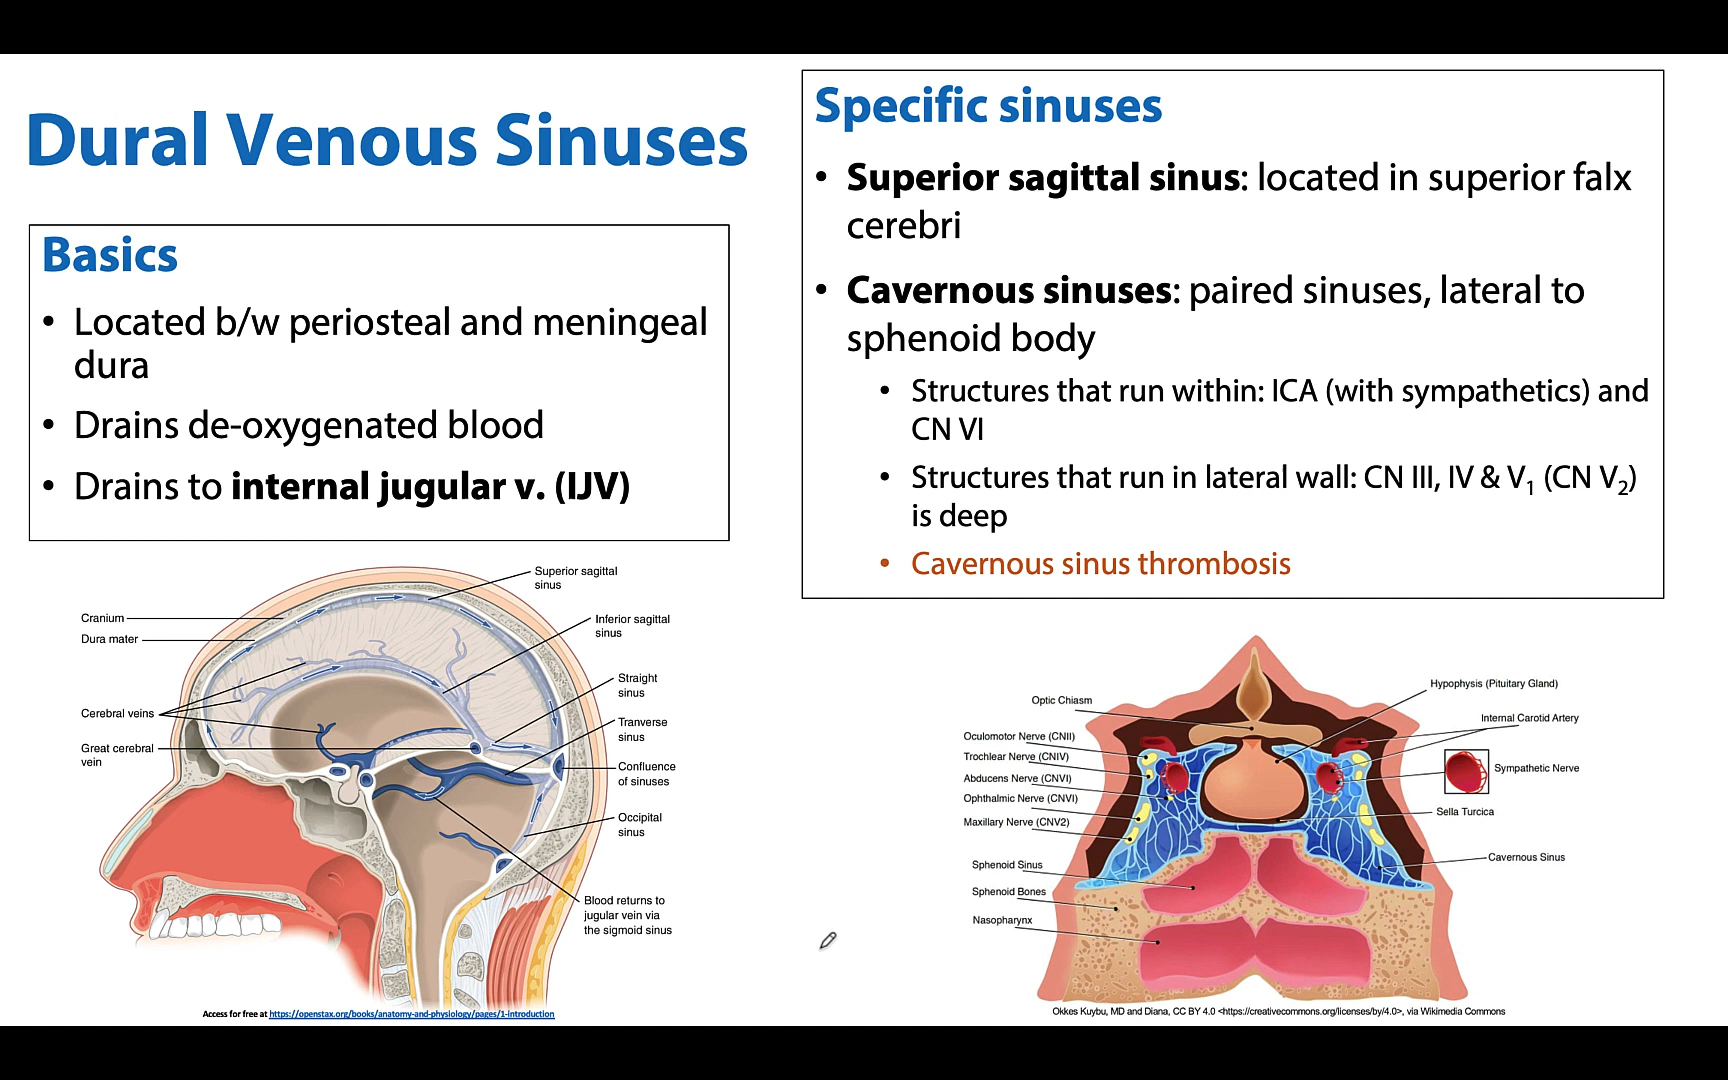 Dural Venous Sinuses
Basics
• Located b/w periosteal and meningeal
dura
• Drains de-oxygenated blood
• Drains to internal jugular v. (IJV)
Specific sinuses
• Superior sagittal sinus: located in superior falx
cerebri
• Cavernous sinuses: paired sinuses, lateral to
sphenoid body
• Structures that run within: ICA (with sympathetics) and
CN VI
• Structures that run in lateral wall: CN III, IV & V1 (CN V2)
is deep
• Cavernous sinus thrombosis
Superior sagittal
sinus
Cranium
Dura mater
Inferior sagittal
sinus
Straight
sinus
Cerebral veins
Tranverse
sinus
Great cerebral
vein
Confluence
of sinuses
Occipital
sinus
Blood returns to
jugular vein via
the sigmoid sinus
Access for free at https://openstax.org/books/anatomy-and-physiology/pages/1-introduction
Optic Chiasm
Hypophysis (Pituitary Gland)
Internal Carotid Artery
Oculomotor Nerve (CNII)
Trochlear Nerve (CNIV)
Abducens Nerve (CNVI)
Ophthalmic Nerve (CNVI)
Maxillary Nerve (CNV2)
Sympathetic Nerve
Sella Turcica
Cavernous Sinus
Sphenoid Sinus
Sphenoid Bones
Nasopharynx
Okkes Kuybu, MD and Diana, CC BY 4.0 <https://creativecommons.org/licenses/by/4.0>, via Wikimedia Commons